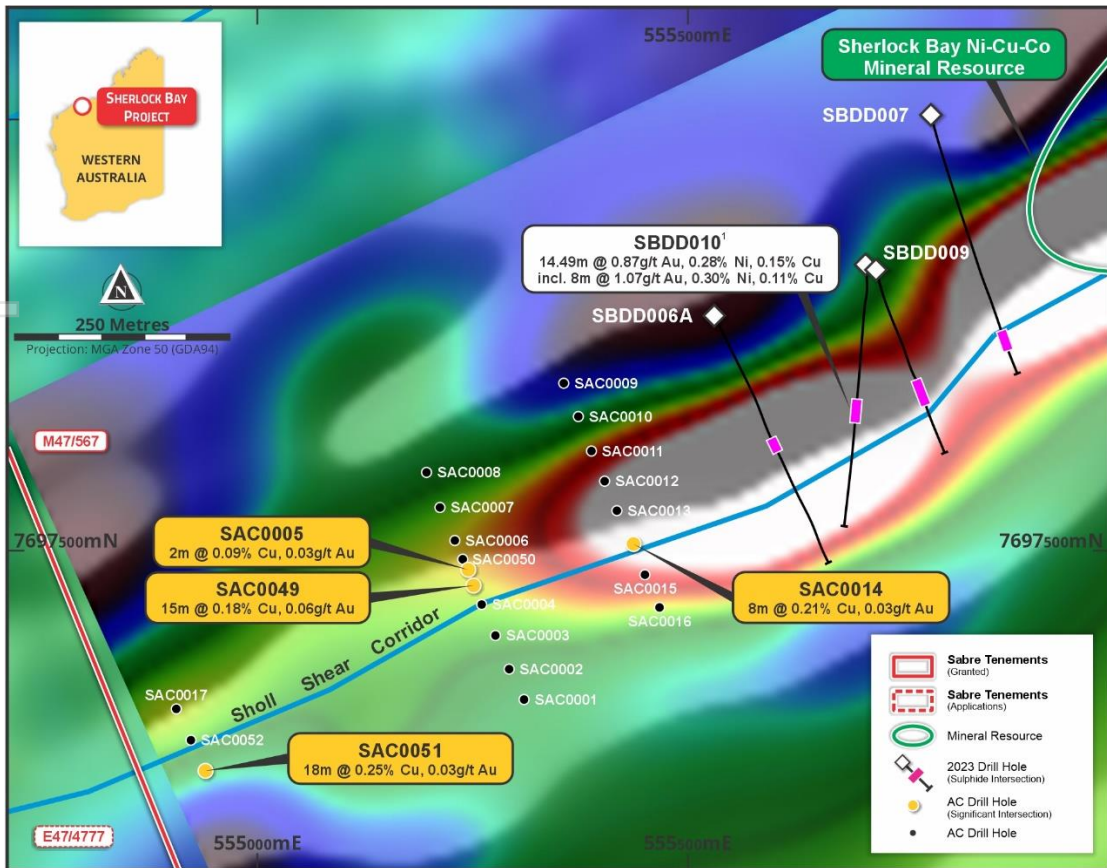 555500mE
SHERLOCK BAY
PROJECT
WESTERN
AUSTRALIA
Sherlock Bay Ni-Cu-Co
Mineral Resource
SBDD007
SBDD010¹
14.49m @ 0.87g/t Au, 0.28% Ni, 0.15% Cu
incl. 8m @ 1.07g/t Au, 0.30% Ni, 0.11% Cu
SBDD009
N
250 Metres
Projection: MGA Zone 50 (GDA94)
SBDD006A
SAC0009
SAC0010
M47/567
SAC0011
SAC0008
SAC0012
SAC0007
SAC0013
SAC0005
2m @ 0.09% Cu, 0.03g/t Au
7697500mN
SAC0006
7697500mN
SAC0050
SAC0049
15m @ 0.18% Cu, 0.06g/t Au
SAC0015
SAC0014
8m @ 0.21% Cu, 0.03g/t Au
SAC0004
SAC0016
SAC0003
SAC0002
SAC0001
Sholl Shear Corridor
SAC0017
SAC0052
SAC0051
18m @ 0.25% Cu, 0.03g/t Au
E47/4777
555000mE
555500mE
Sabre Tenements
(Granted)
Sabre Tenements
(Applications)
Mineral Resource
2023 Drill Hole
(Sulphide Intersection)
AC Drill Hole
(Significant Intersection)
AC Drill Hole